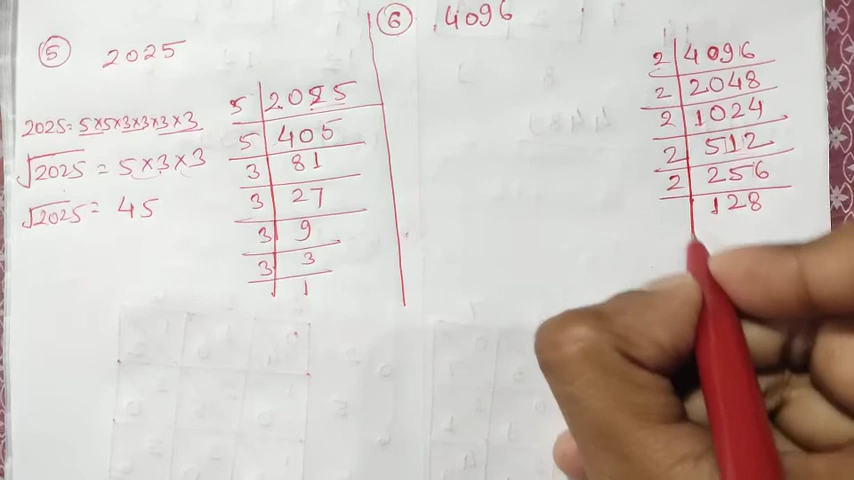 ⑤ 2025
2025= 5×5×3×3×3×3
√2025 = 5×3×3
√2025 = 45
5 | 2025
5 | 405
3 | 81
3 | 27
3 | 9
3 | 3
1
⑥ 4096
2 | 4096
2 | 2048
2 | 1024
2 | 512
2 | 256
128